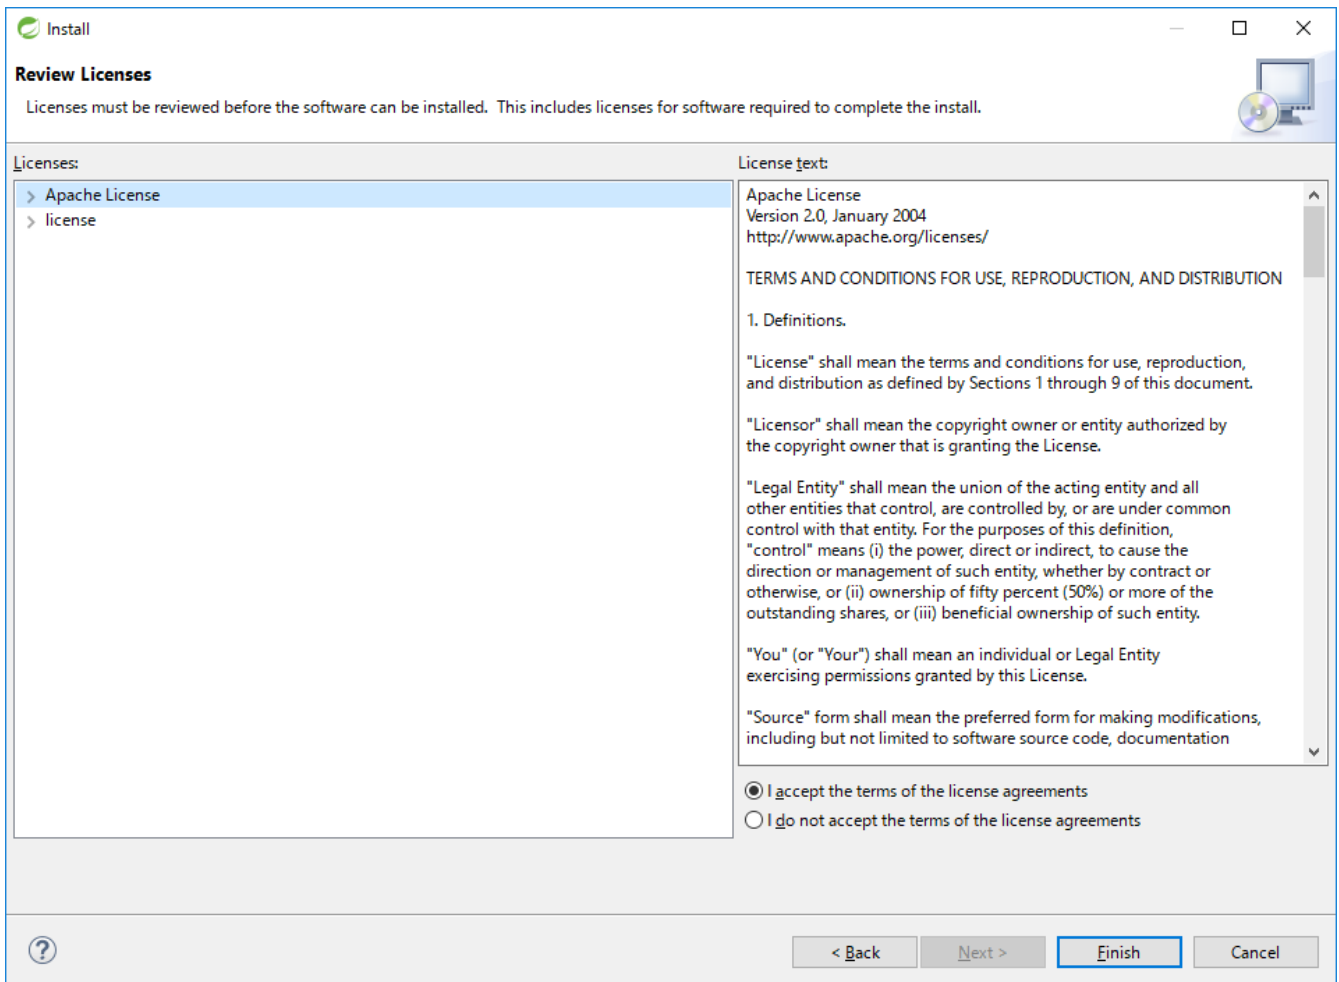 Install
Review Licenses
Licenses must be reviewed before the software can be installed.  This includes licenses for software required to complete the install.
Licenses:
Apache License
license
License text:
Apache License
Version 2.0, January 2004
http://www.apache.org/licenses/
TERMS AND CONDITIONS FOR USE, REPRODUCTION, AND DISTRIBUTION
1. Definitions.
"License" shall mean the terms and conditions for use, reproduction,
and distribution as defined by Sections 1 through 9 of this document.
"Licensor" shall mean the copyright owner or entity authorized by
the copyright owner that is granting the License.
"Legal Entity" shall mean the union of the acting entity and all
other entities that control, are controlled by, or are under common
control with that entity. For the purposes of this definition,
"control" means (i) the power, direct or indirect, to cause the
direction or management of such entity, whether by contract or
otherwise, or (ii) ownership of fifty percent (50%) or more of the
outstanding shares, or (iii) beneficial ownership of such entity.
"You" (or "Your") shall mean an individual or Legal Entity
exercising permissions granted by this License.
"Source" form shall mean the preferred form for making modifications,
including but not limited to software source code, documentation
I accept the terms of the license agreements
I do not accept the terms of the license agreements
?
< Back
Next >
Finish
Cancel